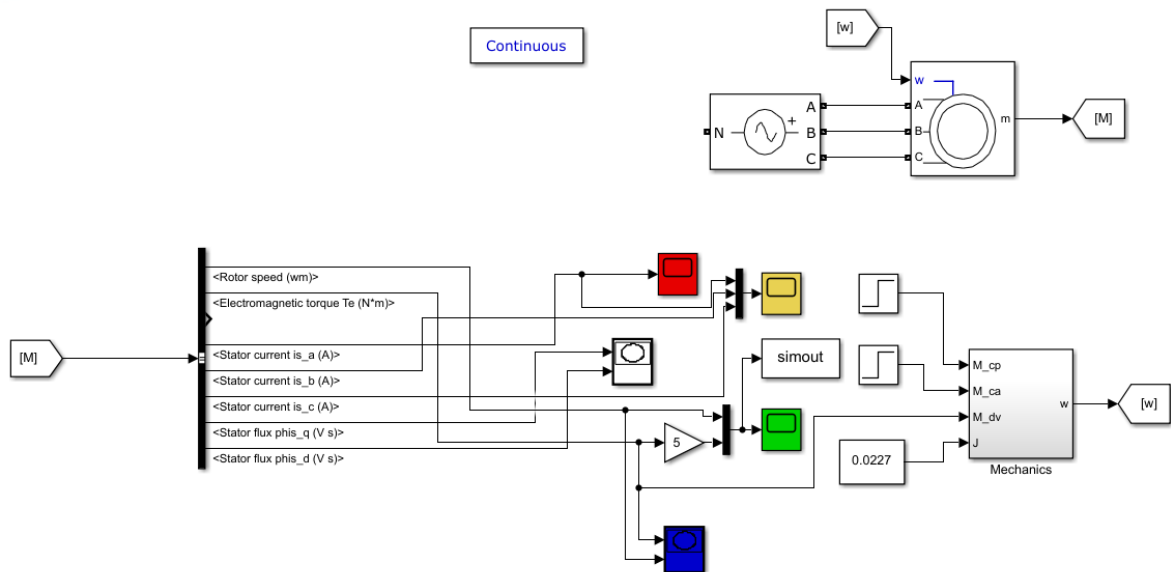 Continuous
[w]
w
A
B
C
m
[M]
N
+
A
B
C
[M]
<Rotor speed (wm)>
<Electromagnetic torque Te (N*m)>
<Stator current is_a (A)>
<Stator current is_b (A)>
<Stator current is_c (A)>
<Stator flux phis_q (V s)>
<Stator flux phis_d (V s)>
5
simout
0.0227
M_cp
M_ca
M_dv
J
w
Mechanics
[w]